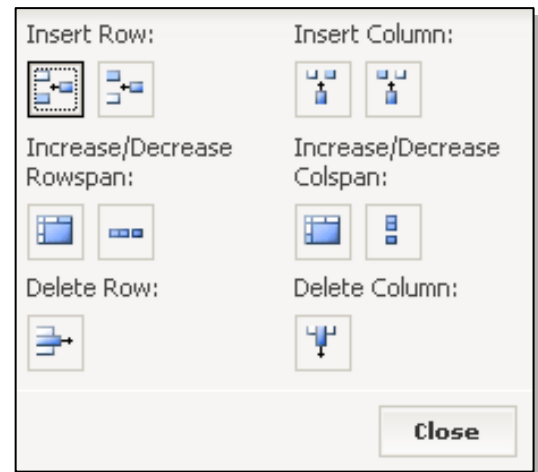 Insert Row:
Insert Column:
Increase/Decrease
Rowspan:
Increase/Decrease
Colspan:
Delete Row:
Delete Column:
Close